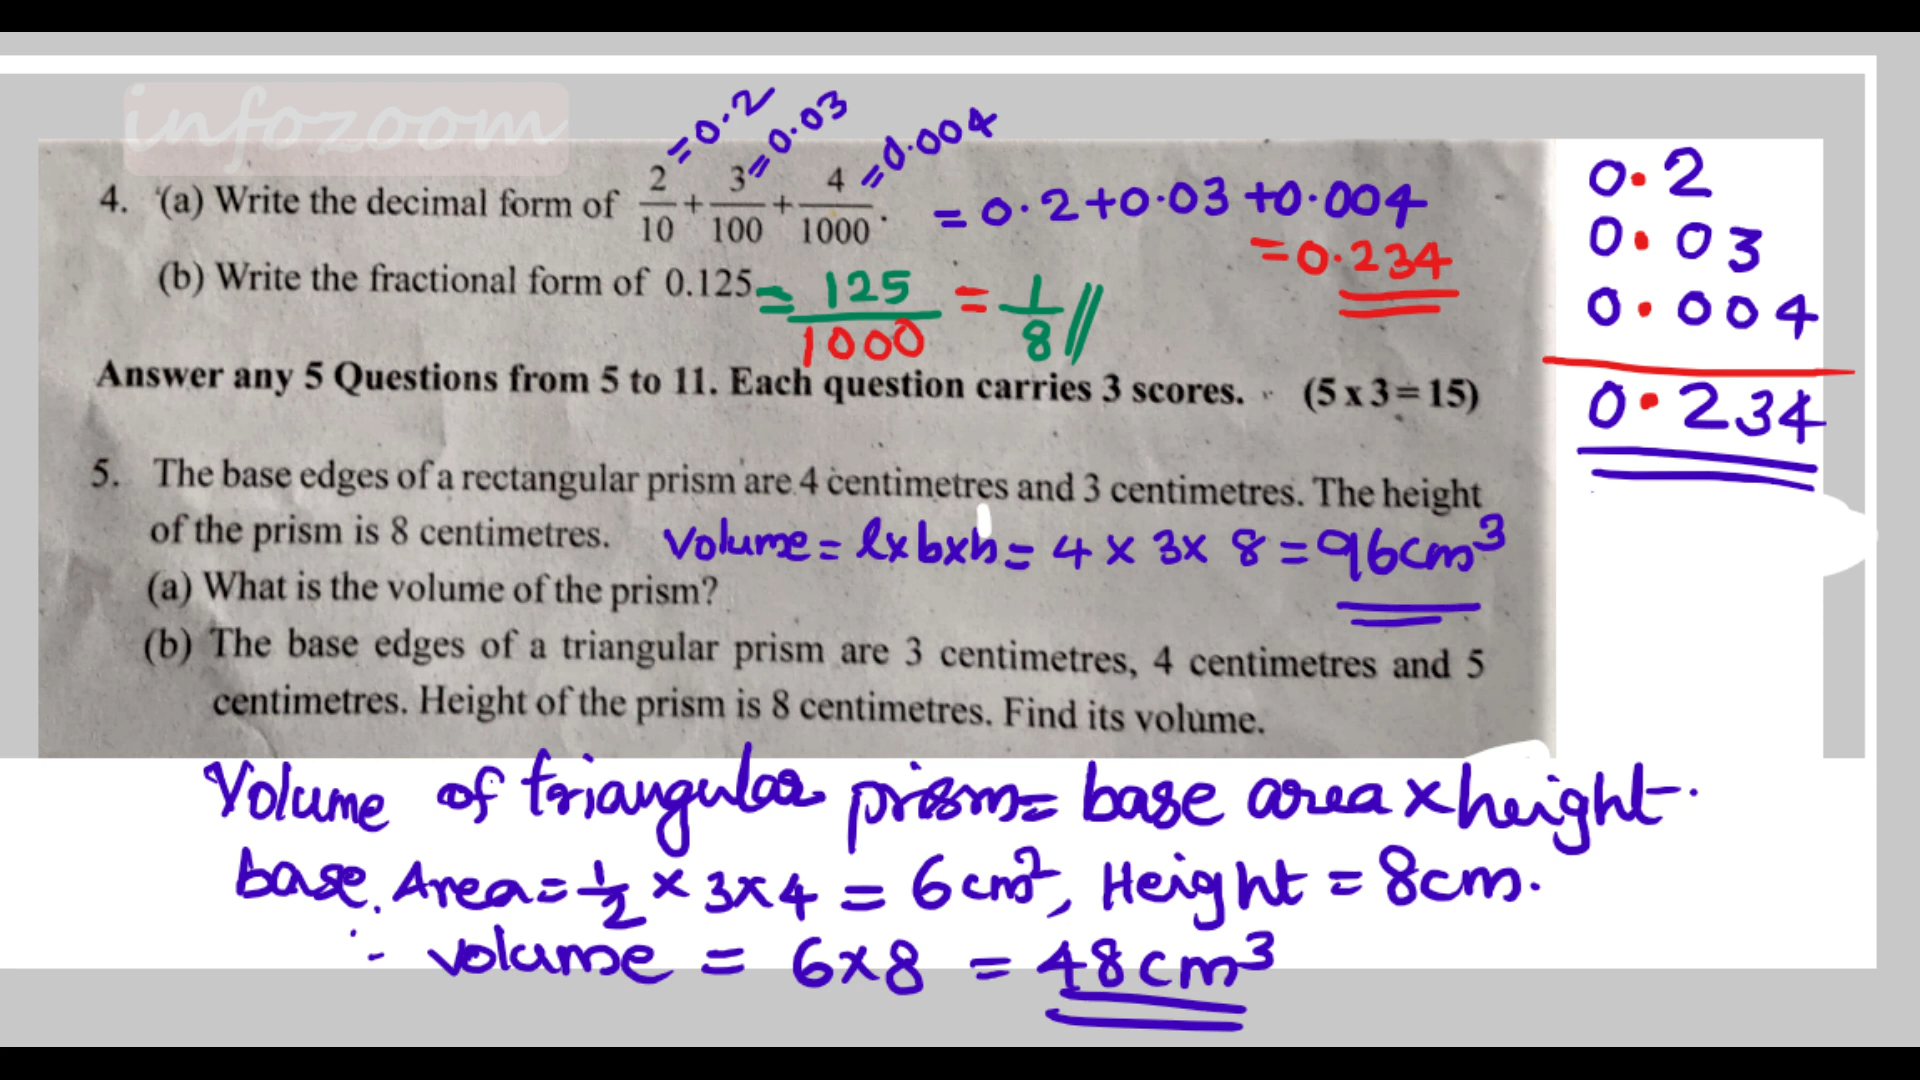 infozoom
= 0.2 = 0.03 = 0.004
4. (a) Write the decimal form of 2/10 + 3/100 + 4/1000. = 0.2 + 0.03 + 0.004
= 0.234
(b) Write the fractional form of 0.125 = 125/1000 = 1/8 //
0.2
0.03
0.004
0.234
Answer any 5 Questions from 5 to 11. Each question carries 3 scores. (5 x 3 = 15)
5. The base edges of a rectangular prism are 4 centimetres and 3 centimetres. The height
of the prism is 8 centimetres. Volume = l x b x h = 4 x 3 x 8 = 96cm³
(a) What is the volume of the prism?
(b) The base edges of a triangular prism are 3 centimetres, 4 centimetres and 5
centimetres. Height of the prism is 8 centimetres. Find its volume.
Volume of triangular prism = base area x height.
base Area = 1/2 x 3 x 4 = 6 cm², Height = 8cm.
∴ volume = 6 x 8 = 48 cm³